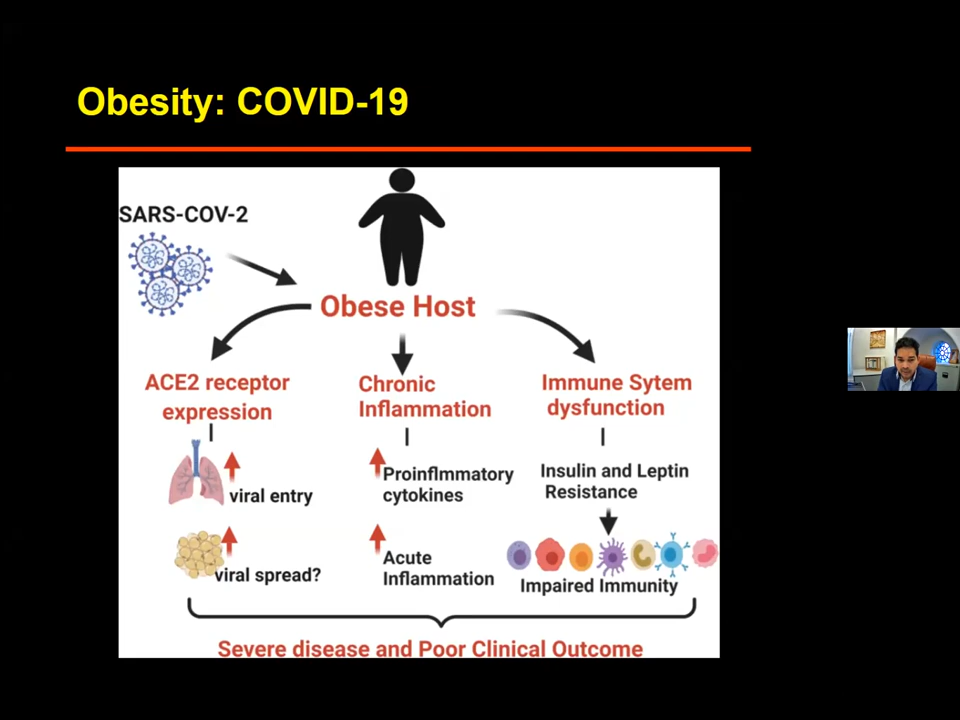 Obesity: COVID-19
SARS-COV-2
Obese Host
ACE2 receptor
expression
viral entry
viral spread?
Chronic
Inflammation
Proinflmmatory
cytokines
Acute
Inflammation
Immune Sytem
dysfunction
Insulin and Leptin
Resistance
Impaired Immunity
Severe disease and Poor Clinical Outcome